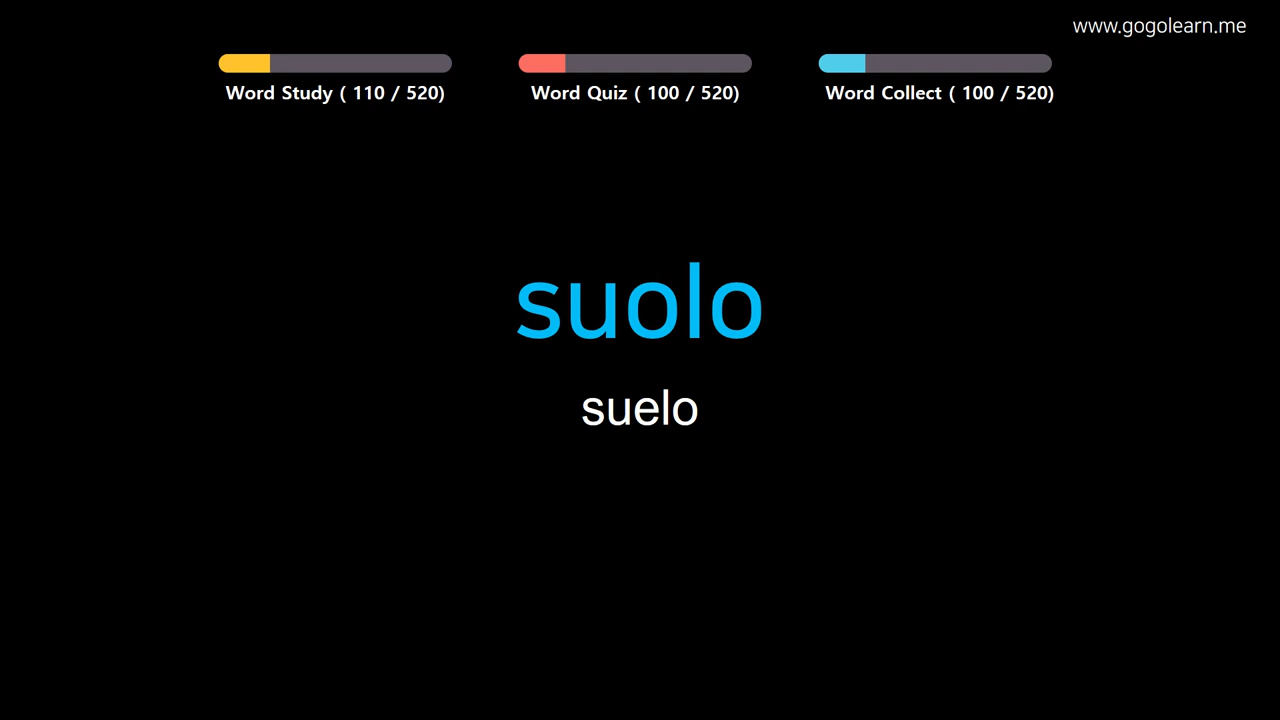 www.gogolearn.me
Word Study ( 110 / 520)
Word Quiz ( 100 / 520)
Word Collect ( 100 / 520)
suolo
suelo